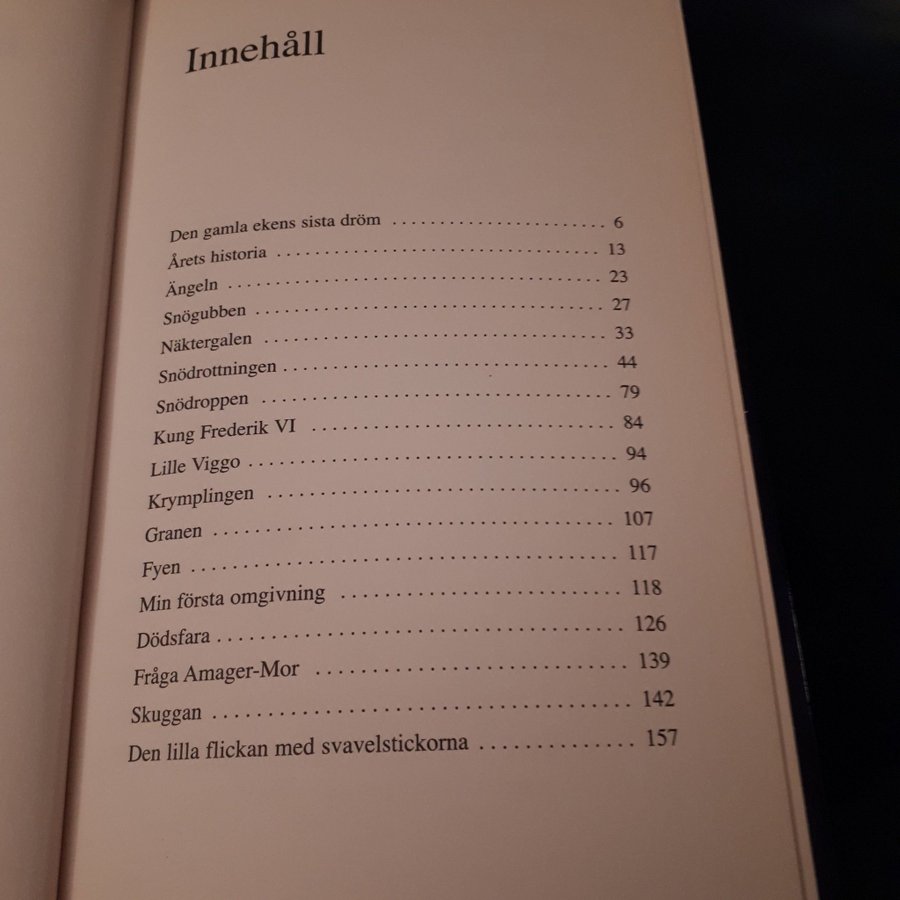 Innehåll
Den gamla ekens sista dröm ..................... 6
Årets historia ................................ 13
Ängeln ..................................... 23
Snögubben .................................. 27
Näktergalen ................................. 33
Snödrottningen ............................... 44
Snödroppen ................................. 79
Kung Frederik VI ............................ 84
Lille Viggo .................................. 94
Krymplingen ................................ 96
Granen ..................................... 107
Fyen ....................................... 117
Min första omgivning ......................... 118
Dödsfara .................................... 126
Fråga Amager-Mor ........................... 139
Skuggan ..................................... 142
Den lilla flickan med svavelstickorna .............. 157